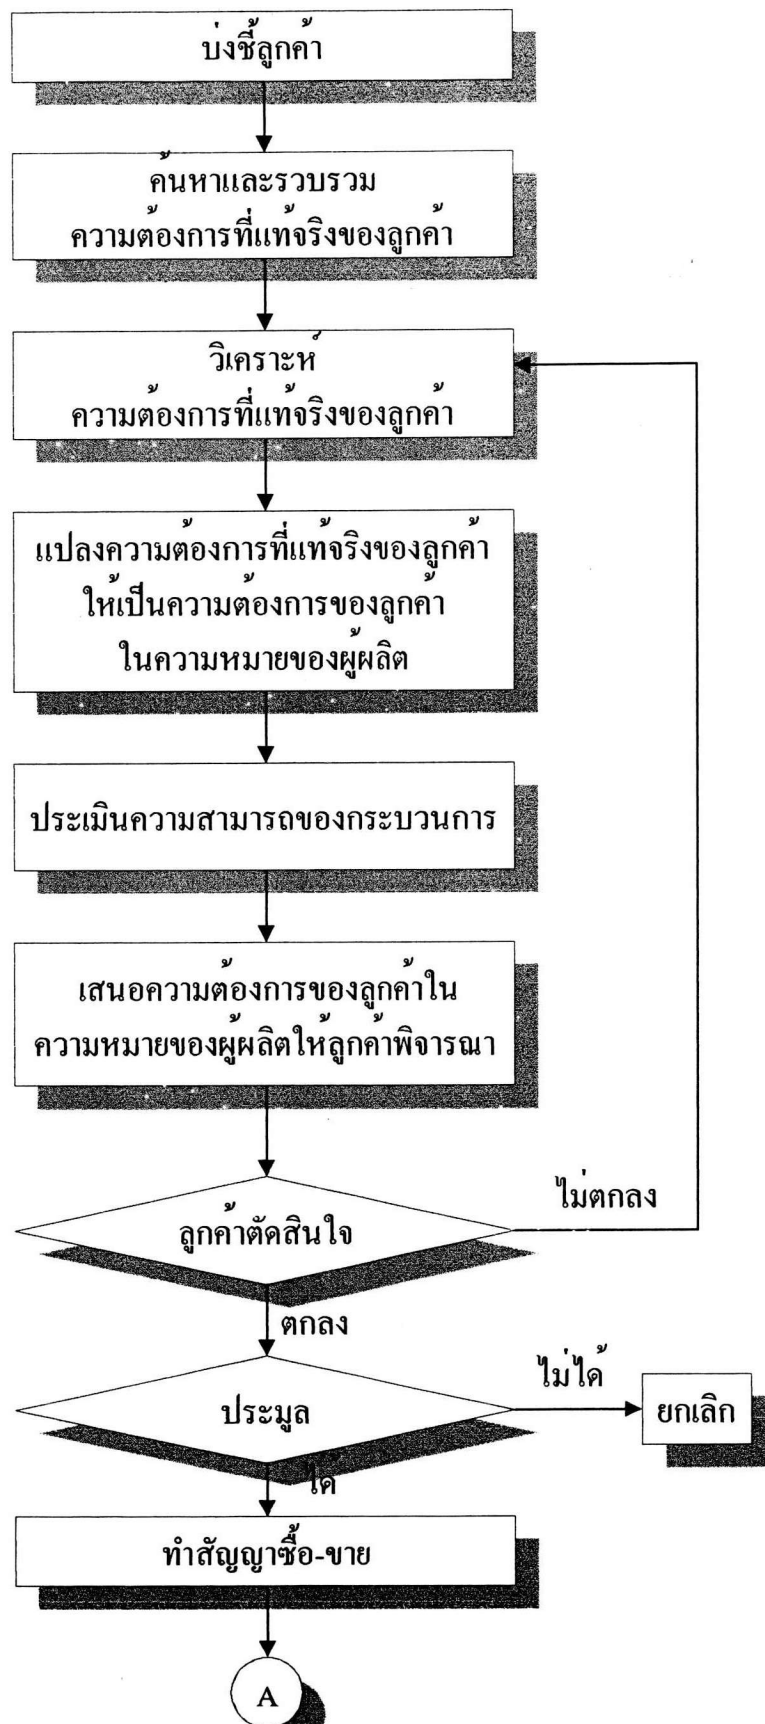 บ่งชี้ลูกค้า
ค้นหาและรวบรวม
ความต้องการที่แท้จริงของลูกค้า
วิเคราะห์
ความต้องการที่แท้จริงของลูกค้า
แปลงความต้องการที่แท้จริงของลูกค้า
ให้เป็นความต้องการของลูกค้า
ในความหมายของผู้ผลิต
ประเมินความสามารถของกระบวนการ
เสนอความต้องการของลูกค้าใน
ความหมายของผู้ผลิตให้ลูกค้าพิจารณา
ไม่ตกลง
ลูกค้าตัดสินใจ
ตกลง
ไม่ได้
ประมูล
ยกเลิก
ได้
ทำสัญญาซื้อ-ขาย
A